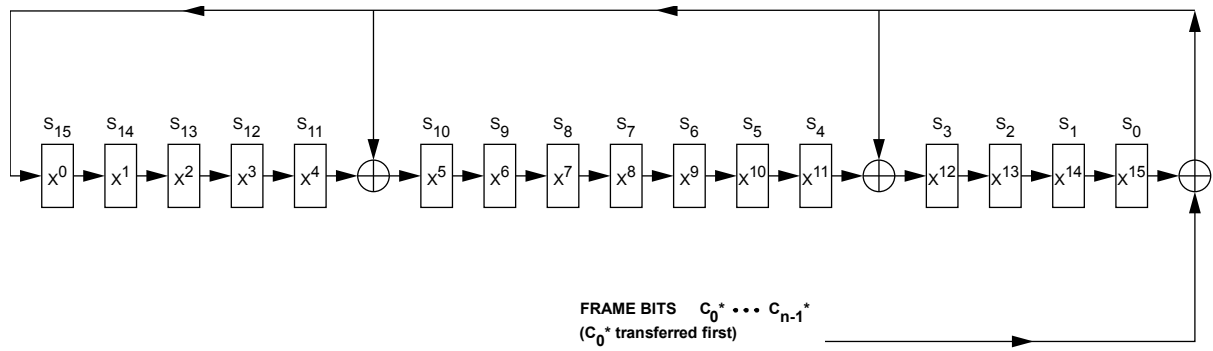 S15 S14 S13 S12 S11 S10 S9 S8 S7 S6 S5 S4 S3 S2 S1 S0
X0 X1 X2 X3 X4 X5 X6 X7 X8 X9 X10 X11 X12 X13 X14 X15
FRAME BITS C0* ••• Cn-1*
(C0* transferred first)